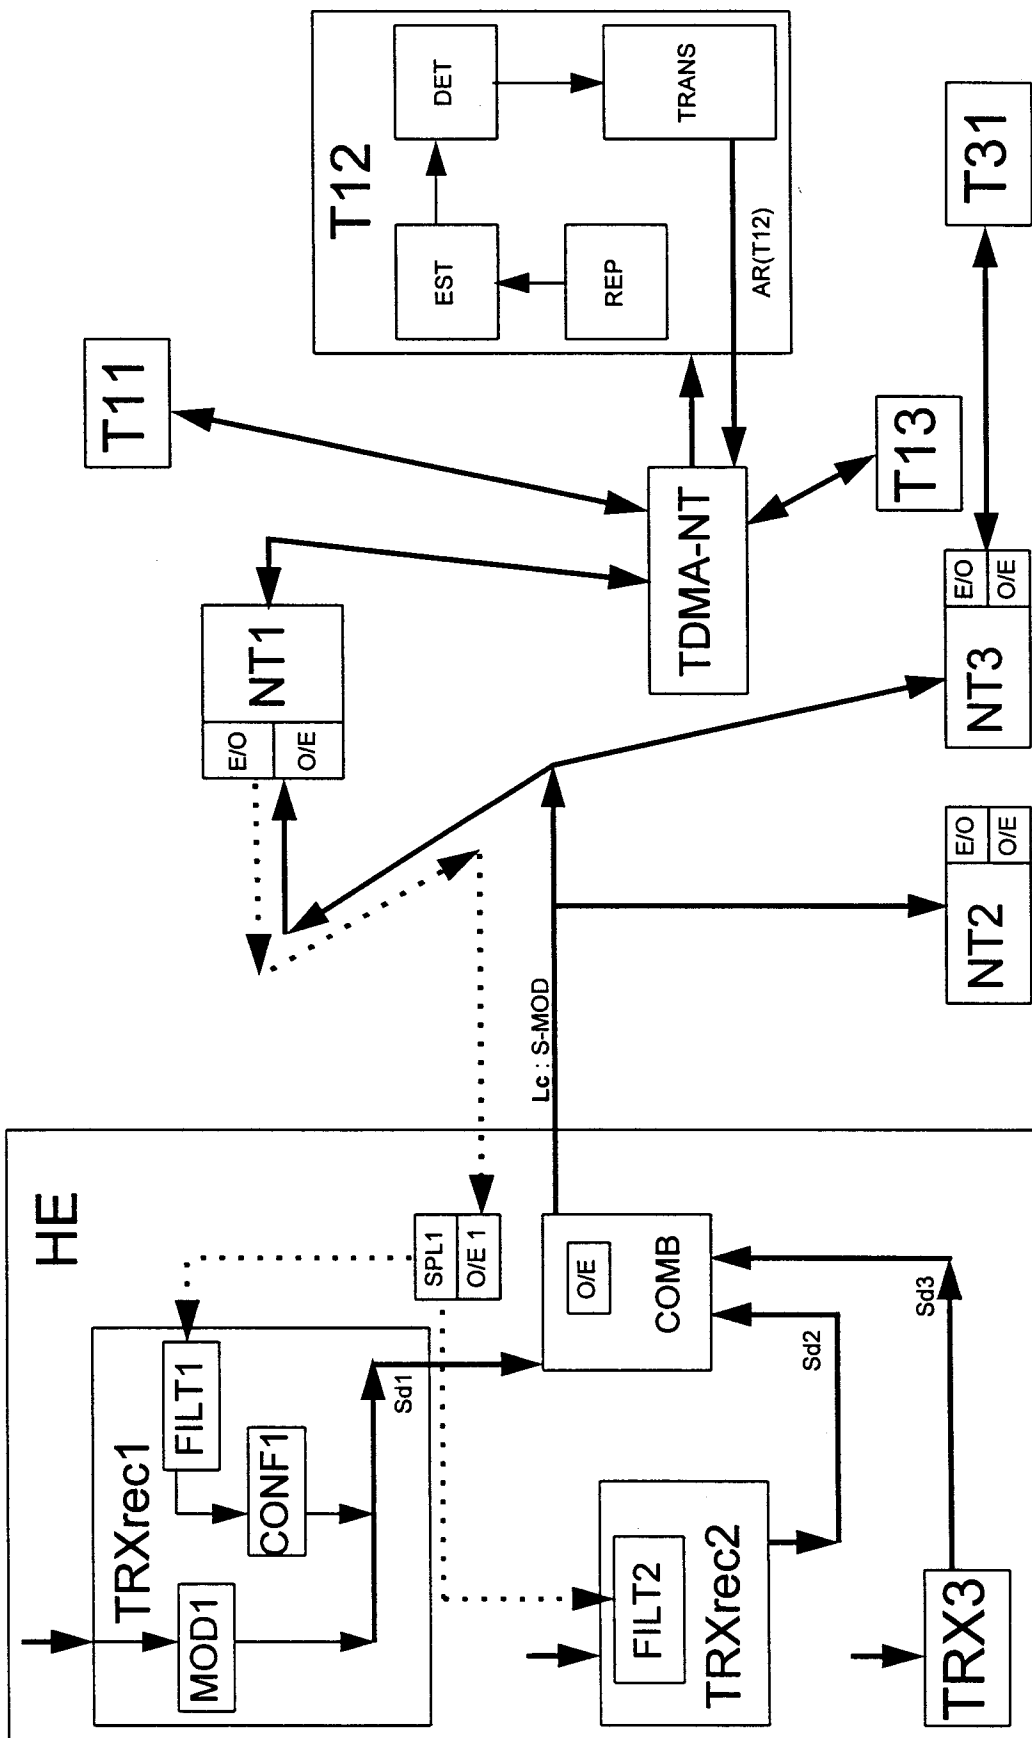 HE
TRXrec1
MOD1
CONF1
FILT1
Sd1
SPL1
O/E 1
FILT2
TRXrec2
Sd2
TRX3
Sd3
O/E
COMB
Lc : S-MOD
E/O
O/E
NT1
NT2
E/O
O/E
NT3
E/O
O/E
TDMA-NT
T11
T13
T31
T12
EST
DET
REP
TRANS
AR(T12)